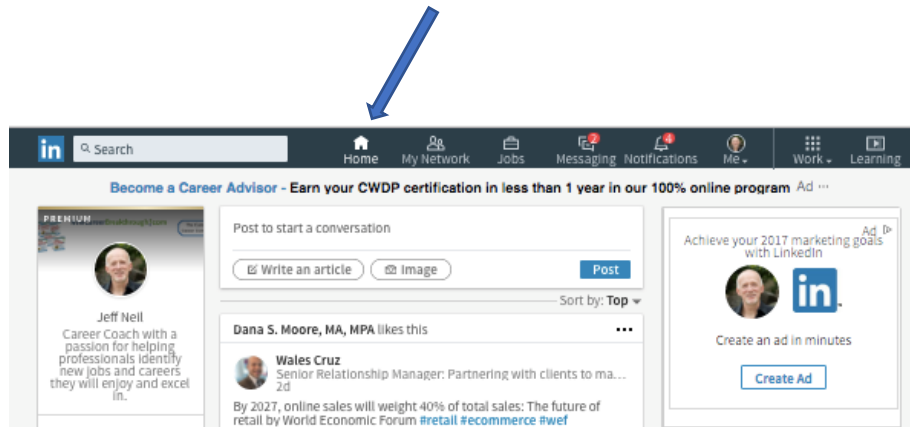 in Search Home My Network Jobs 2 Messaging 4 Notifications Me Work Learning
Become a Career Advisor - Earn your CWDP certification in less than 1 year in our 100% online program Ad ...
PREMIUM
Jeff Neil
Career Coach with a
passion for helping
professionals identify
new jobs and careers
they will enjoy and excel
in.
Post to start a conversation
Write an article Image Post
Sort by: Top
Dana S. Moore, MA, MPA likes this
Wales Cruz
Senior Relationship Manager: Partnering with clients to ma...
2d
By 2027, online sales will weight 40% of total sales: The future of
retail by World Economic Forum #retail #ecommerce #wef
Ad
Achieve your 2017 marketing goals
with LinkedIn
in
Create an ad in minutes
Create Ad